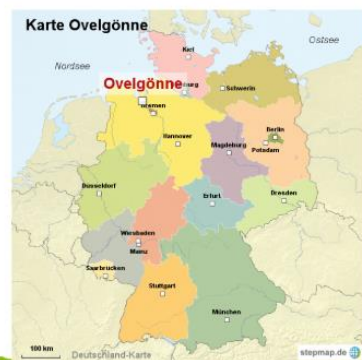 Karte Ovelgönne
Ostsee
Kiel
Nordsee
Schwerin
Ovelgönne
Bremen
Berlin
Hannover
Magdeburg
Potsdam
Düsseldorf
Erfurt
Dresden
Wiesbaden
Mainz
Saarbrücken
Stuttgart
München
100 km
Deutschland-Karte
stepmap.de